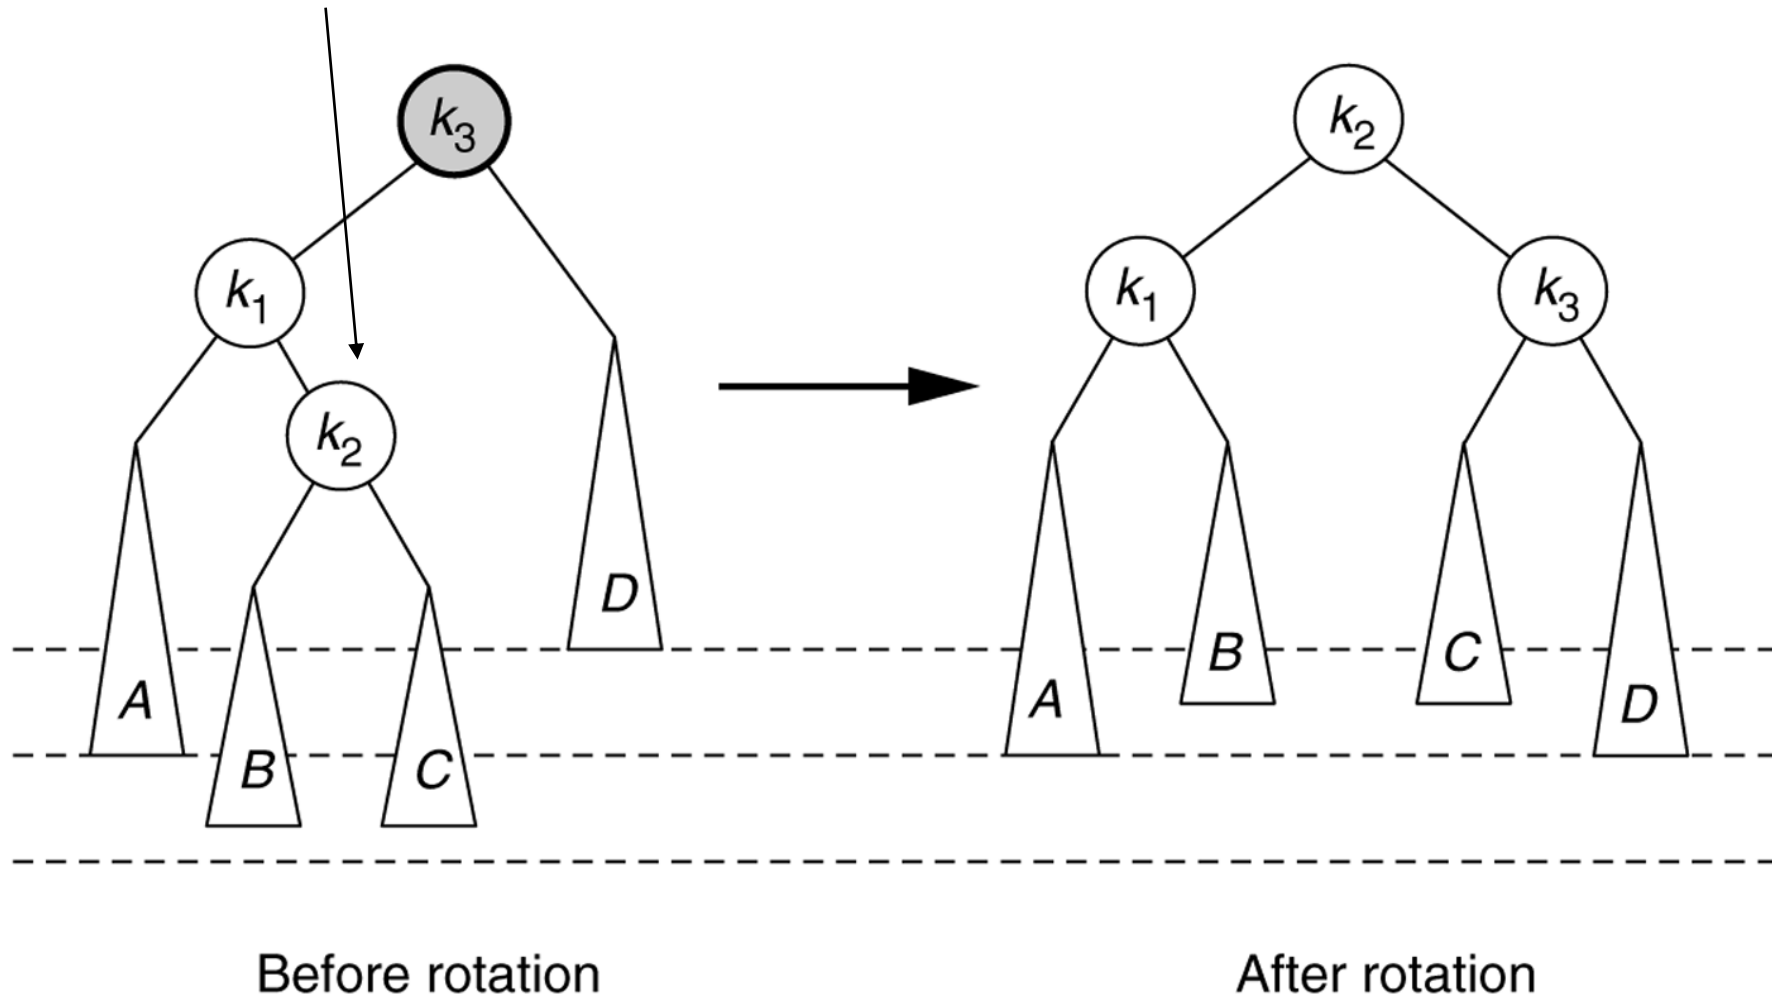 k3 k2
k1 k1 k3
k2
D
A B C A B C D
Before rotation After rotation